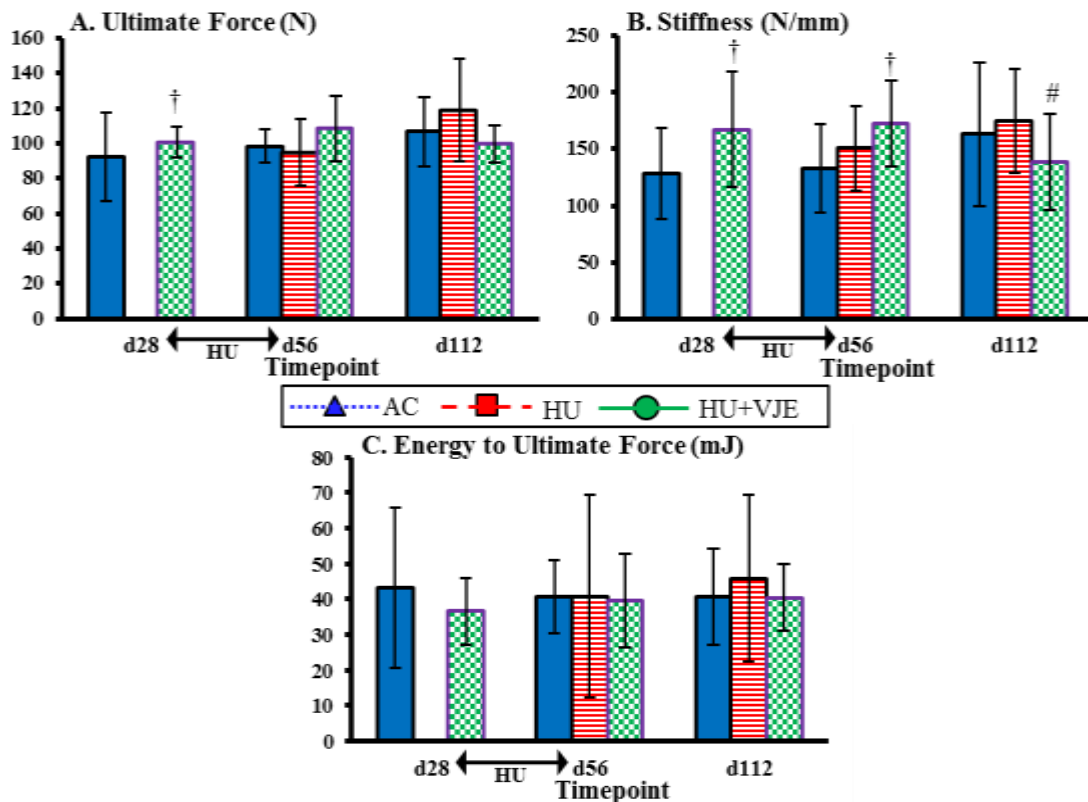 A. Ultimate Force (N)
160
140
120
100
80
60
40
20
0
†
d28
HU
d56
d112
Timepoint
B. Stiffness (N/mm)
250
200
150
100
50
0
†
†
#
d28
HU
d56
d112
Timepoint
AC HU HU+VJE
C. Energy to Ultimate Force (mJ)
80
70
60
50
40
30
20
10
0
d28
HU
d56
d112
Timepoint